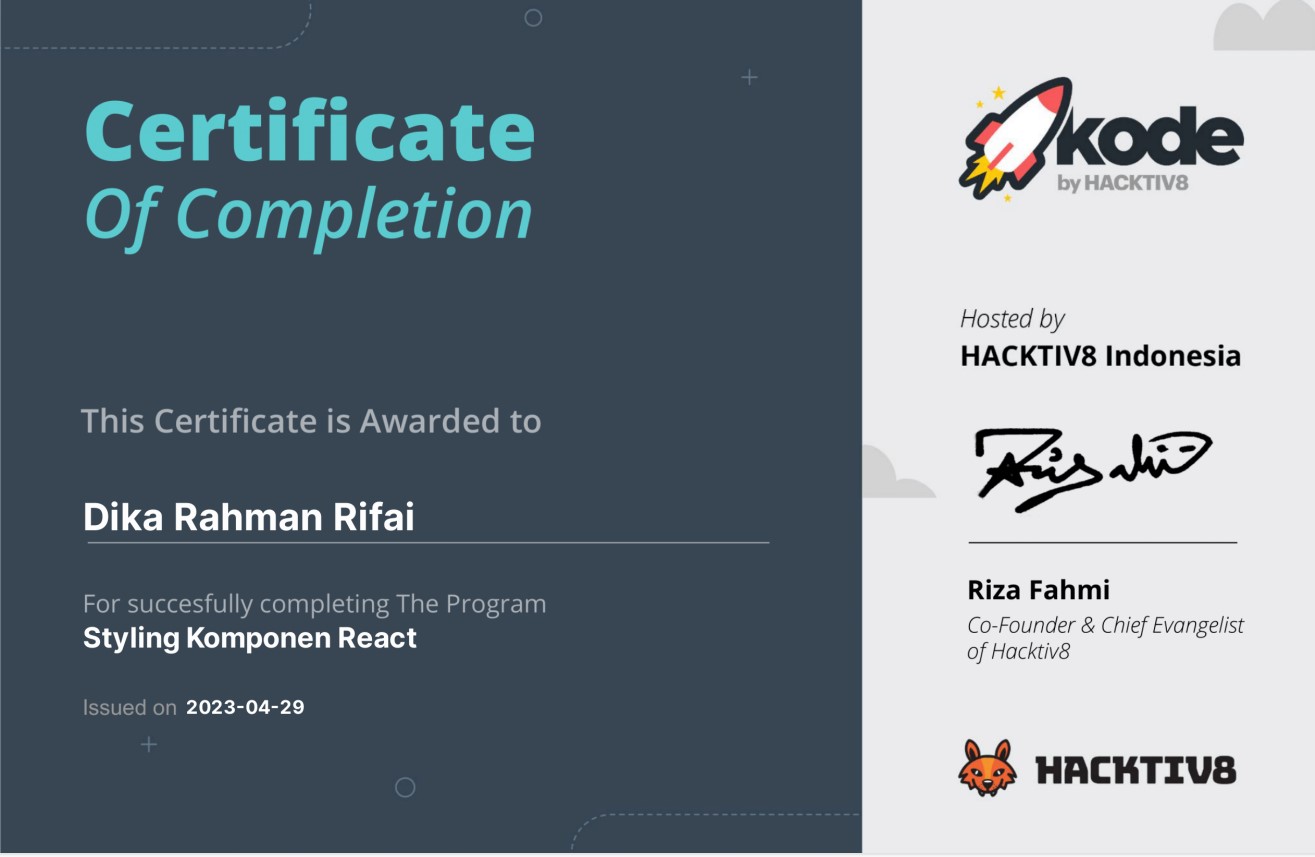 Certificate
Of Completion
This Certificate is Awarded to
Dika Rahman Rifai
For succesfully completing The Program
Styling Komponen React
Issued on 2023-04-29
kode
by HACKTIV8
Hosted by
HACKTIV8 Indonesia
Riza Fahmi
Co-Founder & Chief Evangelist
of Hacktiv8
HACKTIV8